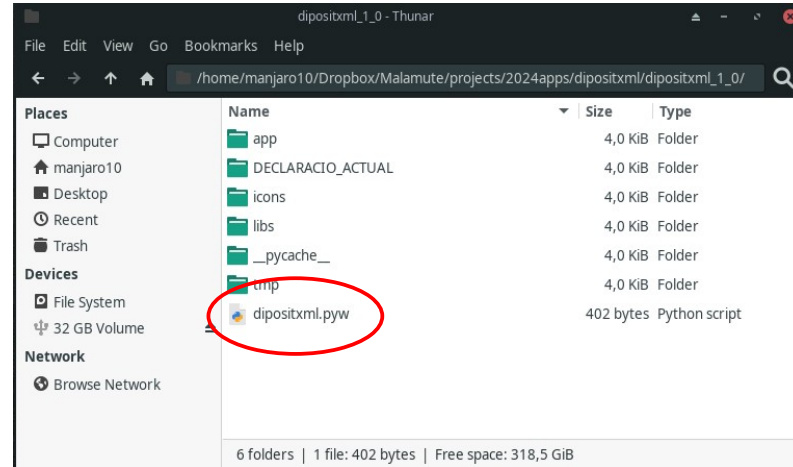 dipositxml_1_0 - Thunar
File Edit View Go Bookmarks Help
/home/manjaro10/Dropbox/Malamute/projects/2024apps/dipositxml/dipositxml_1_0/
Places
Computer
manjaro10
Desktop
Recent
Trash
Devices
File System
32 GB Volume
Network
Browse Network
Name Size Type
app 4,0 KiB Folder
DECLARACIO_ACTUAL 4,0 KiB Folder
icons 4,0 KiB Folder
libs 4,0 KiB Folder
__pycache__ 4,0 KiB Folder
tmp 4,0 KiB Folder
dipositxml.pyw 402 bytes Python script
6 folders | 1 file: 402 bytes | Free space: 318,5 GiB